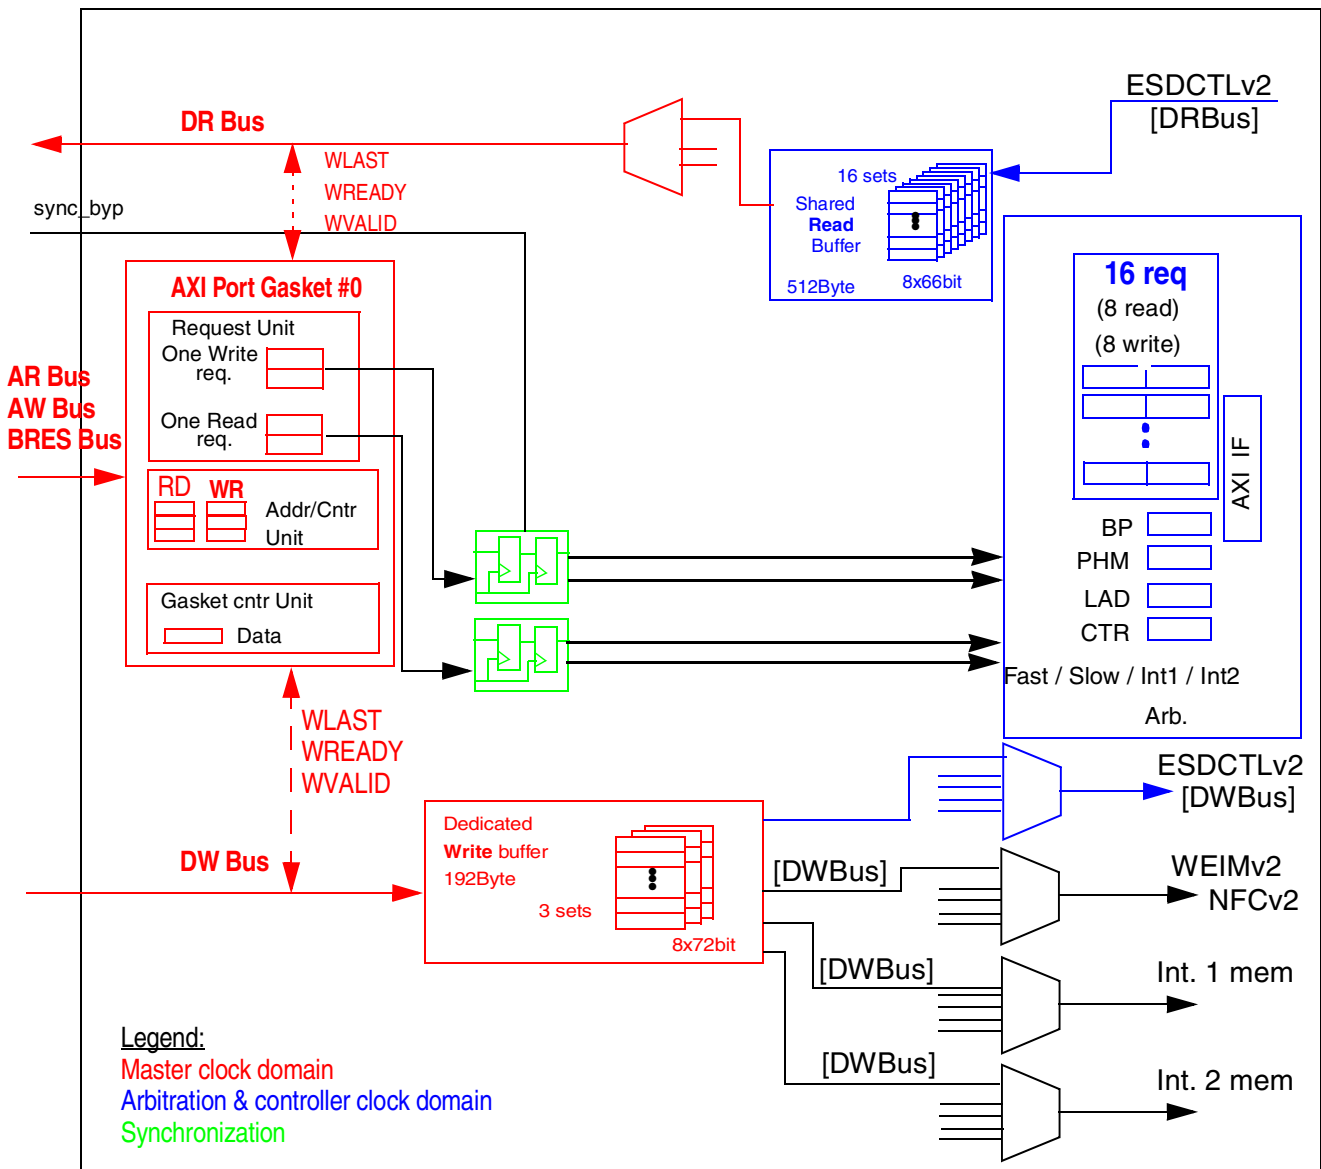 ESDCTLv2
[DRBus]
DR Bus
WLAST
WREADY
WVALID
sync_byp
16 sets
Shared
Read
Buffer
512Byte
8x66bit
AXI Port Gasket #0
Request Unit
One Write
req.
One Read
req.
AR Bus
AW Bus
BRES Bus
RD WR
Addr/Cntr
Unit
Gasket cntr Unit
Data
16 req
(8 read)
(8 write)
AXI IF
BP
PHM
LAD
CTR
Fast / Slow / Int1 / Int2
Arb.
WLAST
WREADY
WVALID
DW Bus
Dedicated
Write buffer
192Byte
3 sets
8x72bit
ESDCTLv2
[DWBus]
[DWBus]
WEIMv2
NFCv2
[DWBus]
Int. 1 mem
[DWBus]
Int. 2 mem
Legend:
Master clock domain
Arbitration & controller clock domain
Synchronization